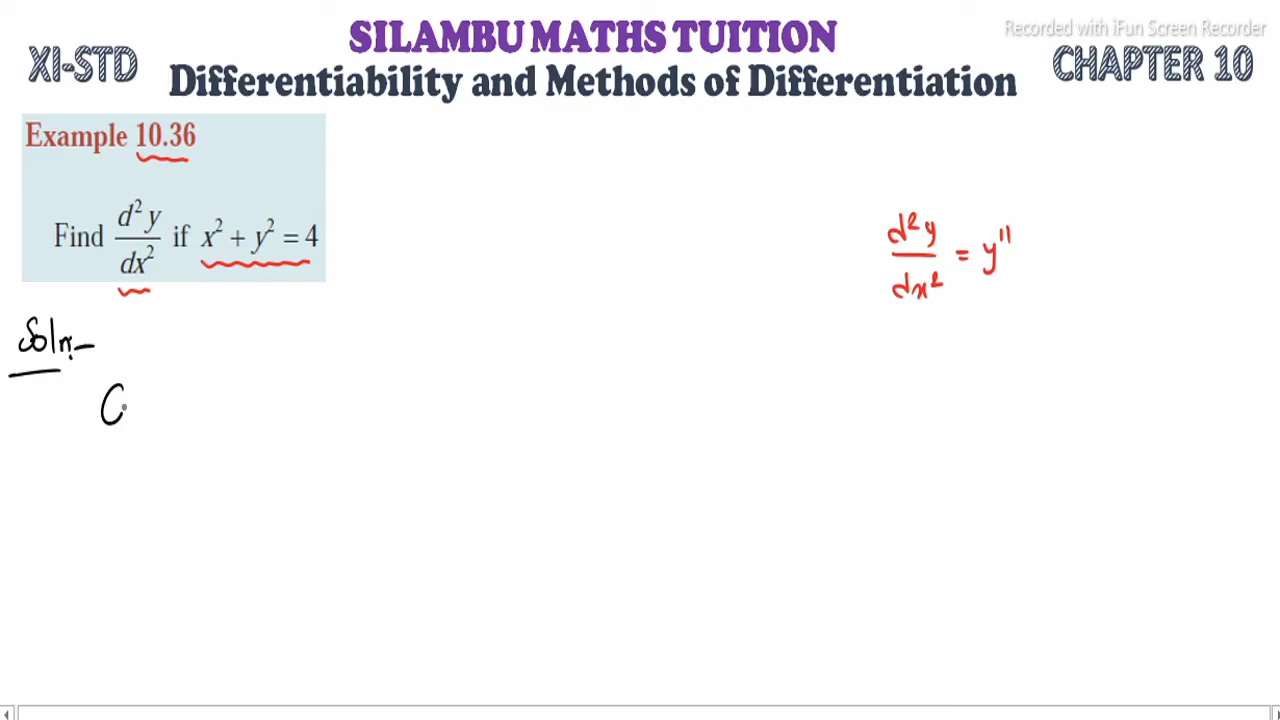 SILAMBU MATHS TUITION
Recorded with iFun Screen Recorder
XI-STD
Differentiability and Methods of Differentiation
CHAPTER 10
Example 10.36
Find d²y/dx² if x² + y² = 4
d²y/dx² = y''
Soln:-
G